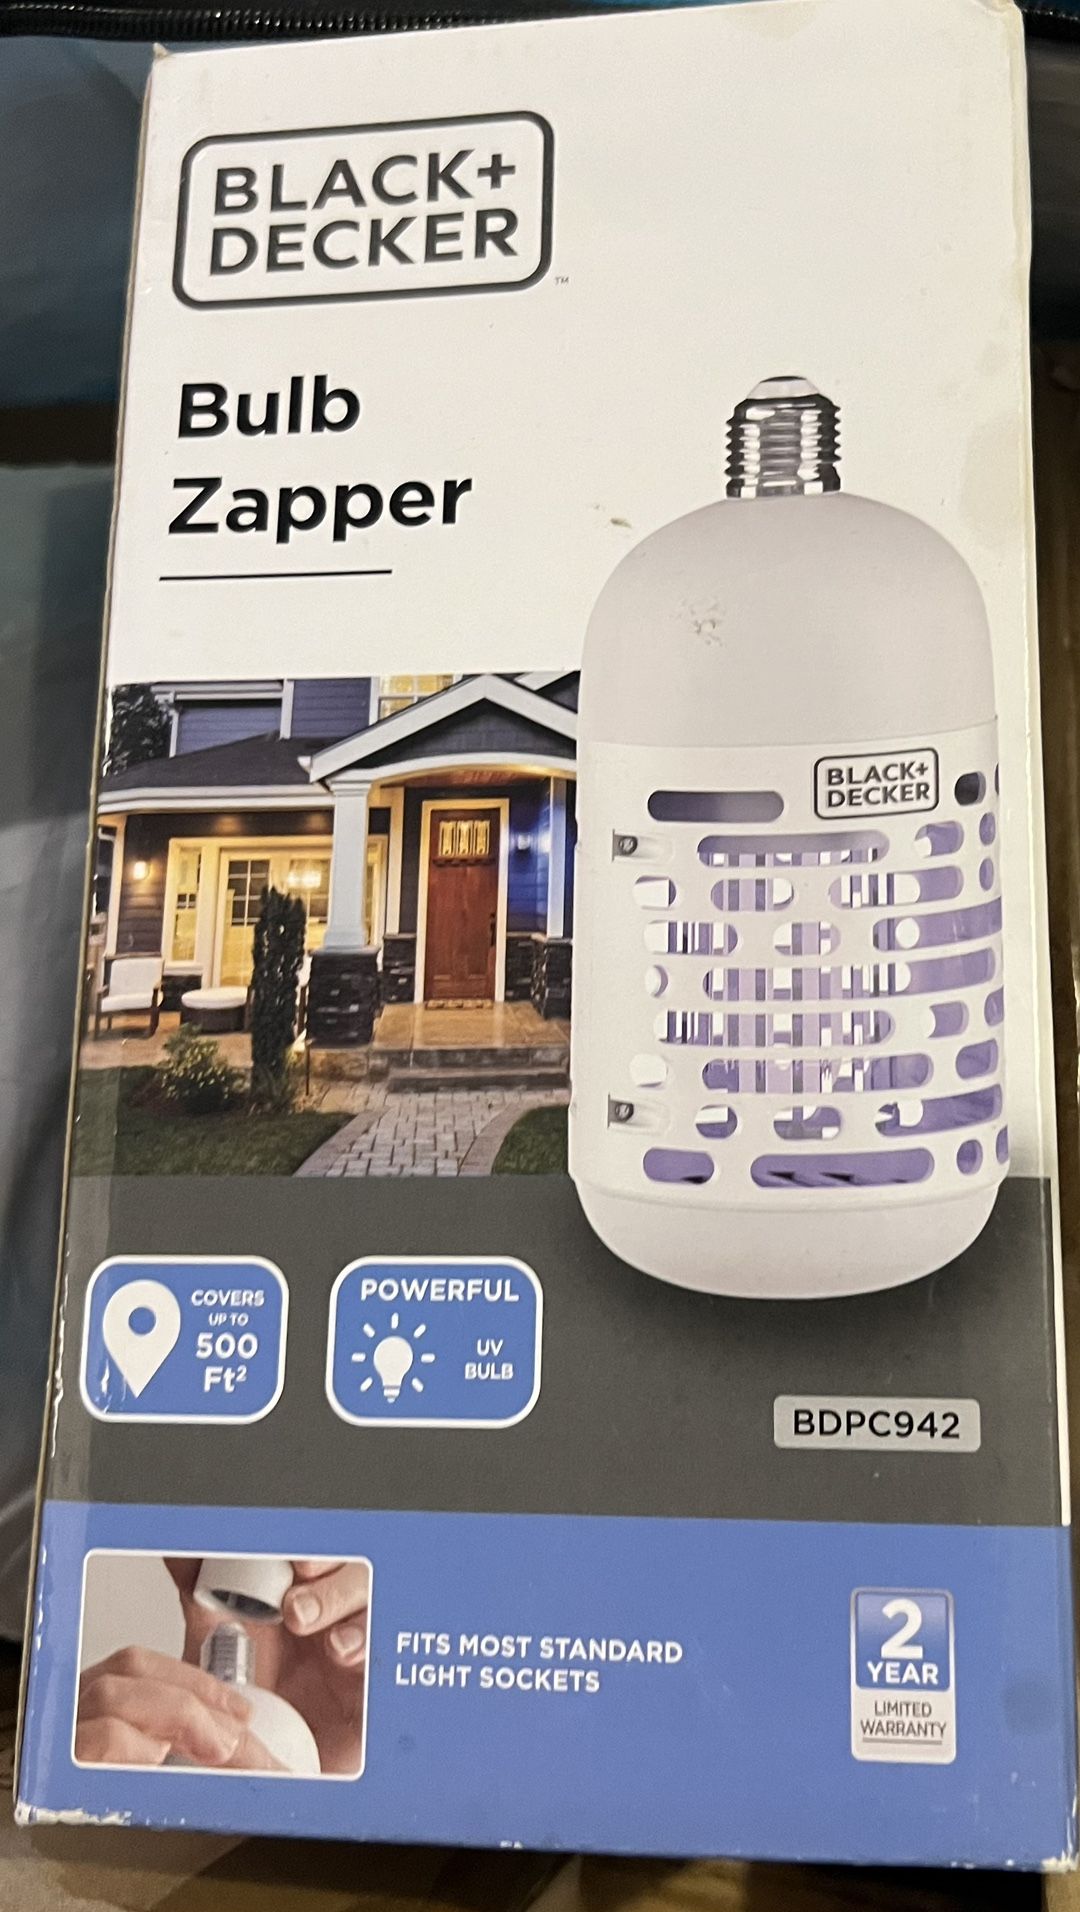 BLACK+
DECKER
TM
Bulb
Zapper
BLACK+
DECKER
COVERS
UP TO
500
Ft²
POWERFUL
UV
BULB
BDPC942
FITS MOST STANDARD
LIGHT SOCKETS
2
YEAR
LIMITED
WARRANTY